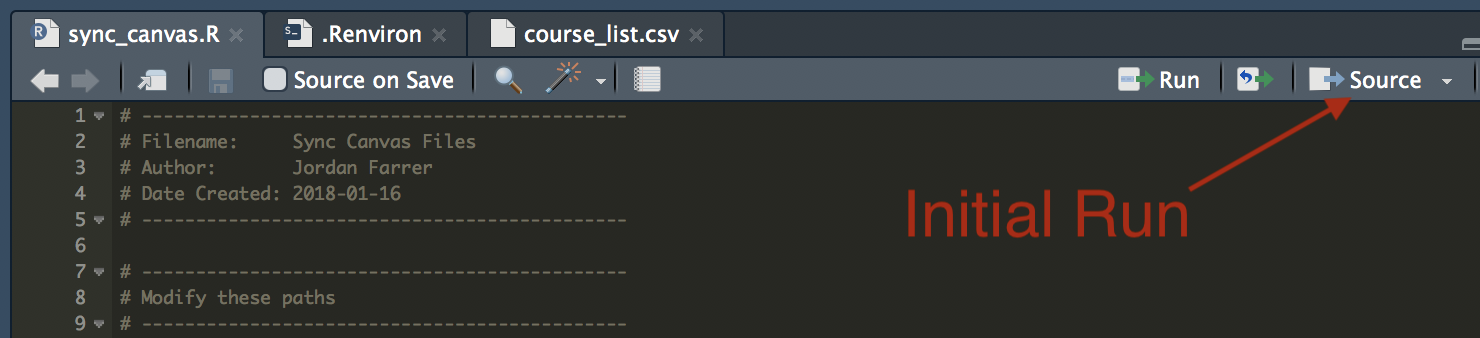 sync_canvas.R × .Renviron × course_list.csv ×
Source on Save Run Source
1 # ---------------------------------------------
2 # Filename:     Sync Canvas Files
3 # Author:       Jordan Farrer
4 # Date Created: 2018-01-16
5 # ---------------------------------------------
6
7 # ---------------------------------------------
8 # Modify these paths
9 # ---------------------------------------------
Initial Run